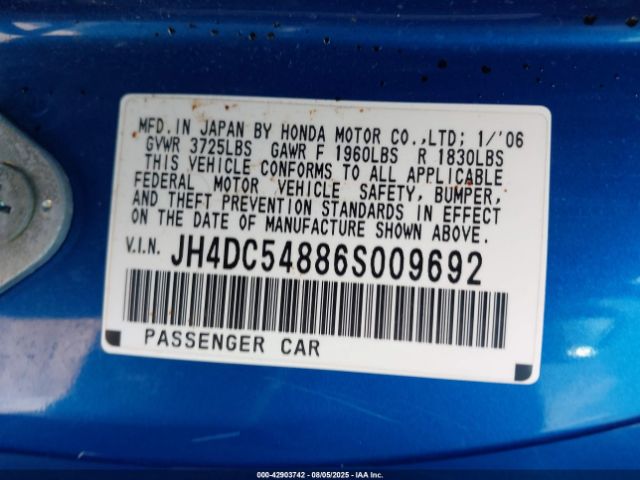 MFD. IN JAPAN BY HONDA MOTOR CO.,LTD; 1/'06
GVWR 3725LBS GAWR F 1960LBS R 1830LBS
THIS VEHICLE CONFORMS TO ALL APPLICABLE
FEDERAL MOTOR VEHICLE SAFETY, BUMPER,
AND THEFT PREVENTION STANDARDS IN EFFECT
ON THE DATE OF MANUFACTURE SHOWN ABOVE.
V.I.N. JH4DC54886S009692
PASSENGER CAR
000-42903742 - 08/05/2025 - IAAI, Inc.